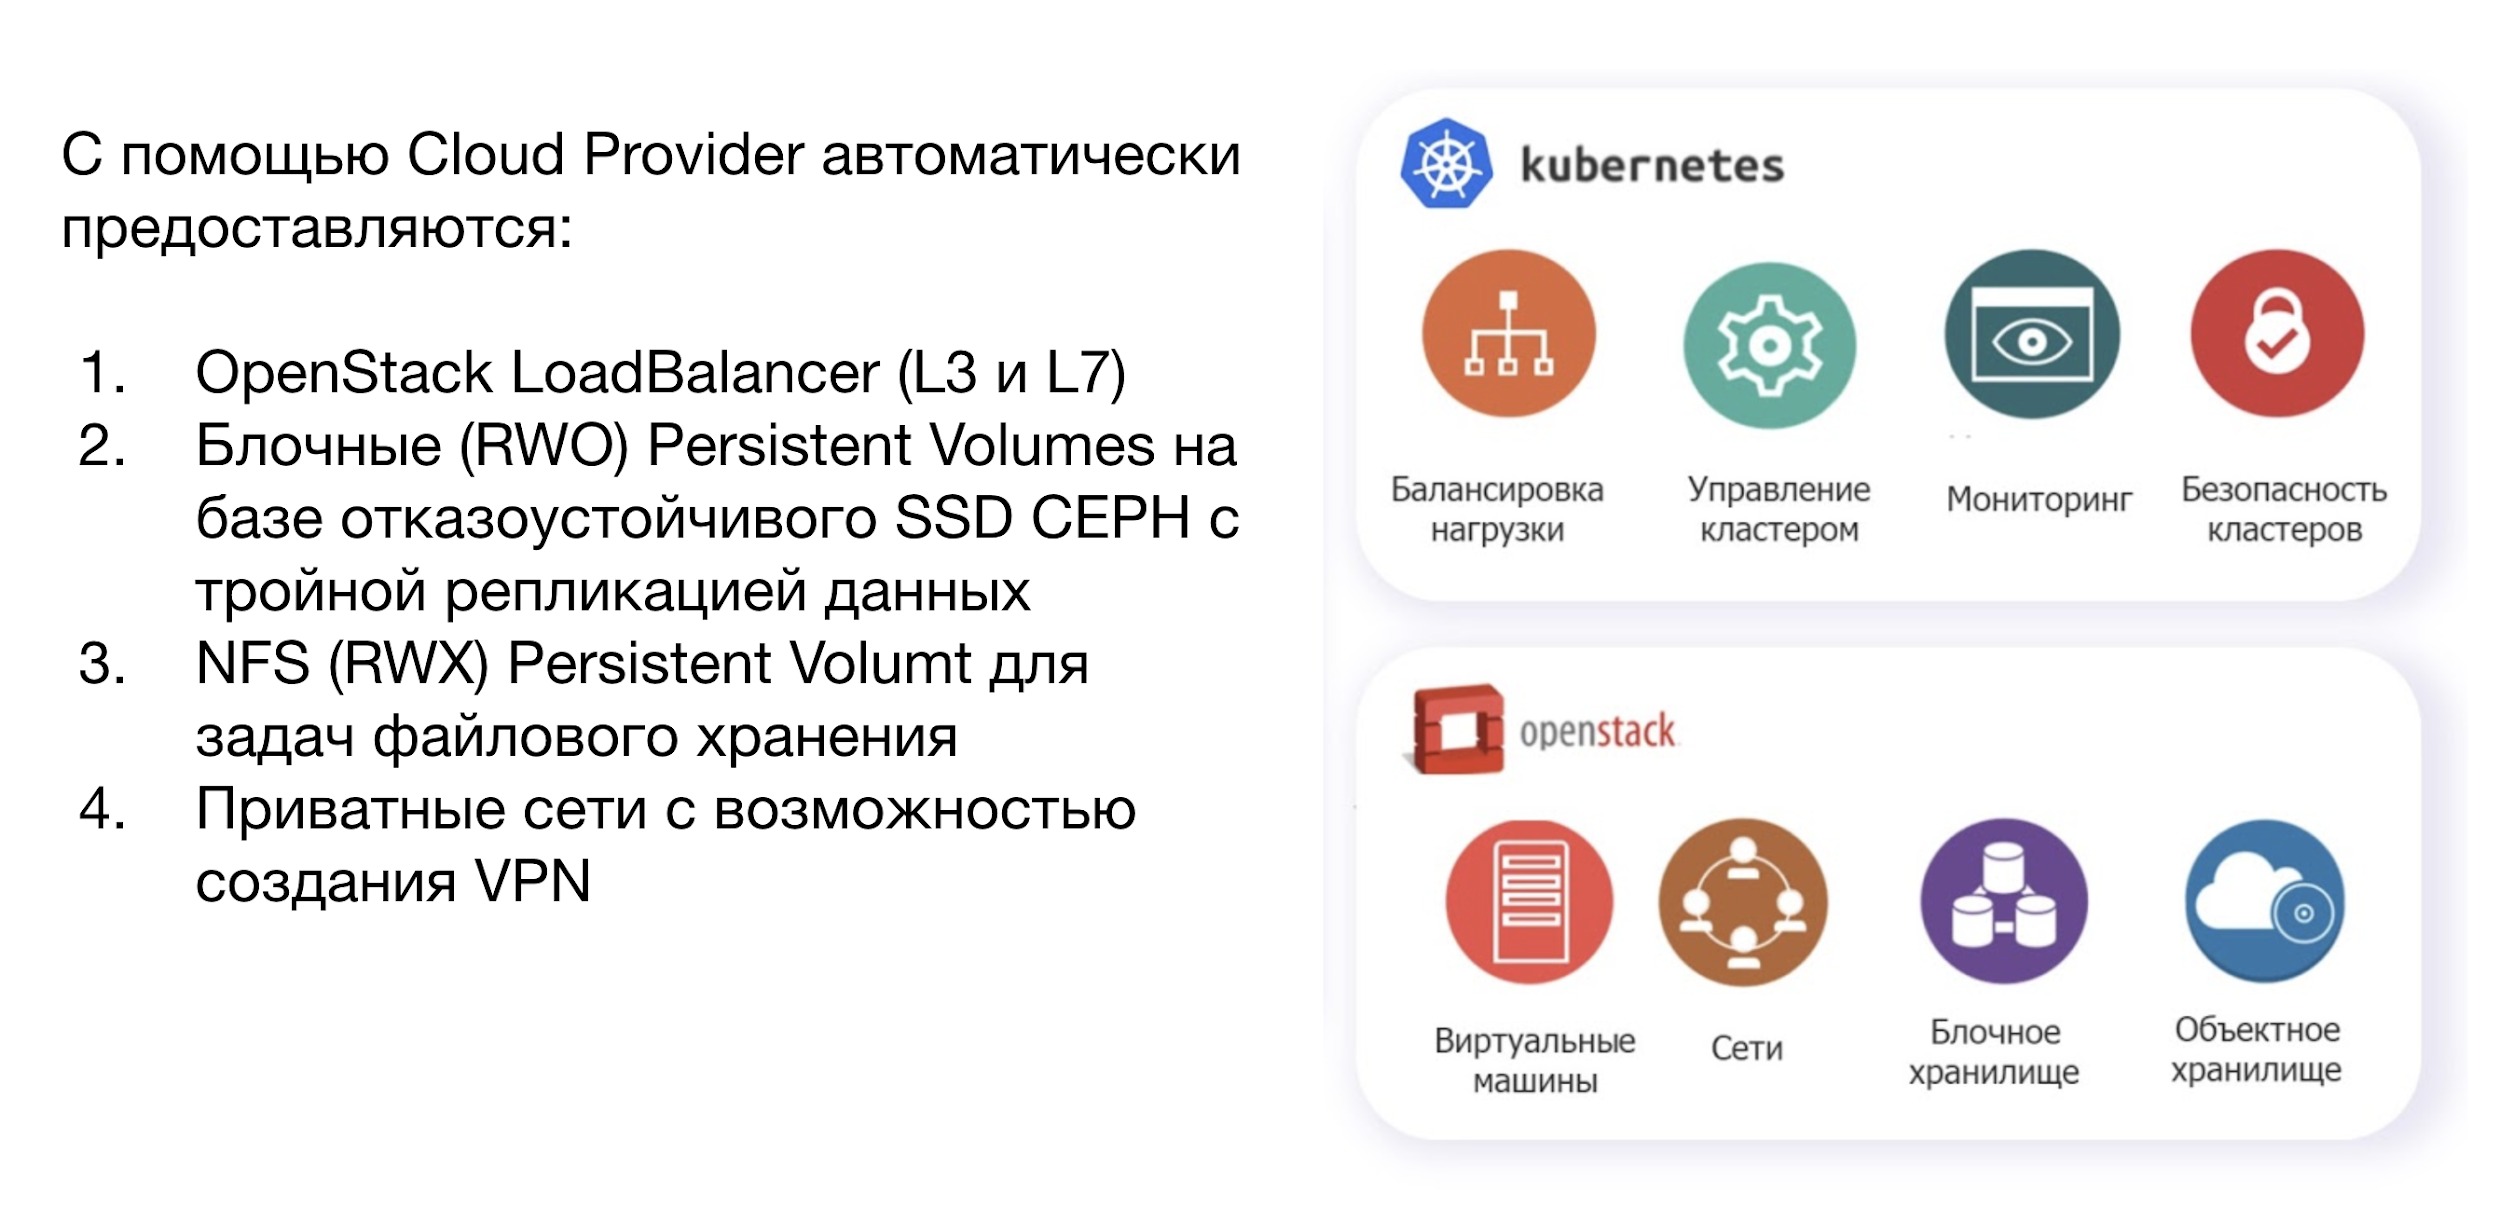 С помощью Cloud Provider автоматически
предоставляются:
1. OpenStack LoadBalancer (L3 и L7)
2. Блочные (RWO) Persistent Volumes на
базе отказоустойчивого SSD CEPH с
тройной репликацией данных
3. NFS (RWX) Persistent Volumt для
задач файлового хранения
4. Приватные сети с возможностью
создания VPN
kubernetes
Балансировка
нагрузки
Управление
кластером
Мониторинг
Безопасность
кластеров
openstack
Виртуальные
машины
Сети
Блочное
хранилище
Объектное
хранилище